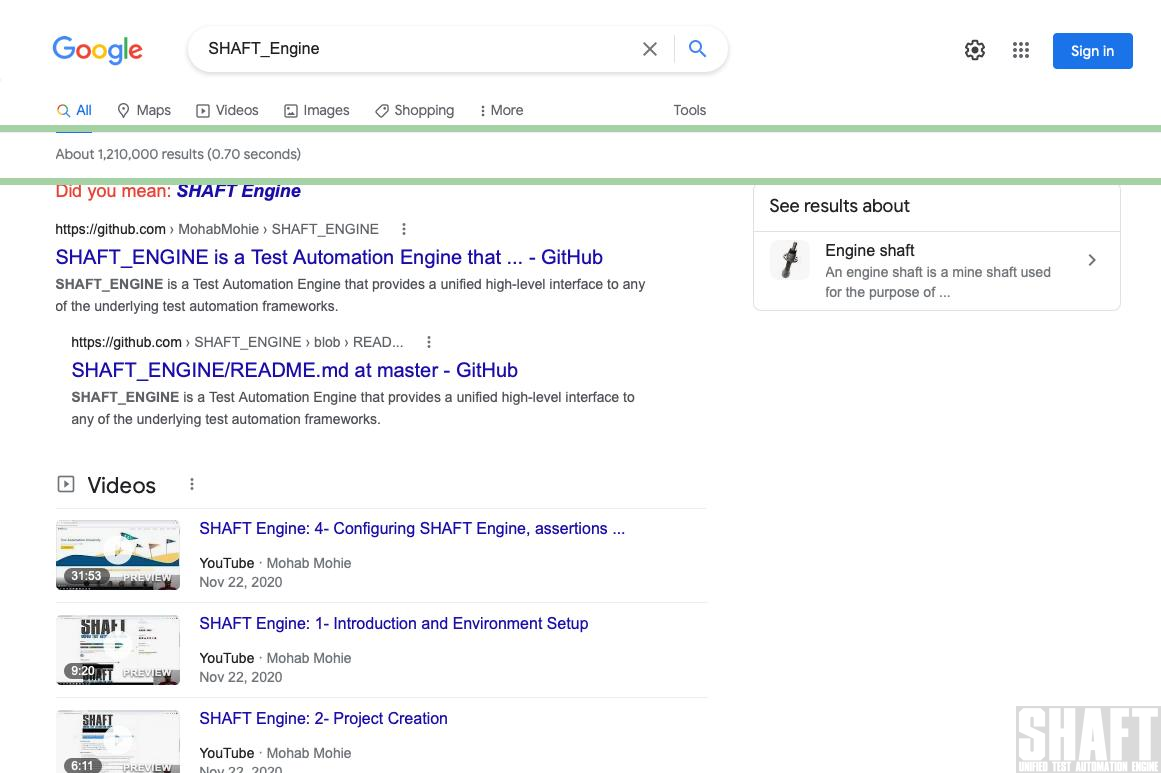 Google
SHAFT_Engine
Sign in
All Maps Videos Images Shopping More Tools
About 1,210,000 results (0.70 seconds)
Did you mean: SHAFT Engine
https://github.com › MohabMohie › SHAFT_ENGINE
SHAFT_ENGINE is a Test Automation Engine that ... - GitHub
SHAFT_ENGINE is a Test Automation Engine that provides a unified high-level interface to any
of the underlying test automation frameworks.
https://github.com › SHAFT_ENGINE › blob › READ...
SHAFT_ENGINE/README.md at master - GitHub
SHAFT_ENGINE is a Test Automation Engine that provides a unified high-level interface to
any of the underlying test automation frameworks.
See results about
Engine shaft
An engine shaft is a mine shaft used
for the purpose of ...
Videos
SHAFT Engine: 4- Configuring SHAFT Engine, assertions ...
YouTube · Mohab Mohie
Nov 22, 2020
31:53 PREVIEW
SHAFT Engine: 1- Introduction and Environment Setup
YouTube · Mohab Mohie
Nov 22, 2020
SHAFT
9:20 PREVIEW
SHAFT Engine: 2- Project Creation
YouTube · Mohab Mohie
Nov 22, 2020
SHAFT
6:11 PREVIEW
SHAFT
UNIFIED TEST AUTOMATION ENGINE